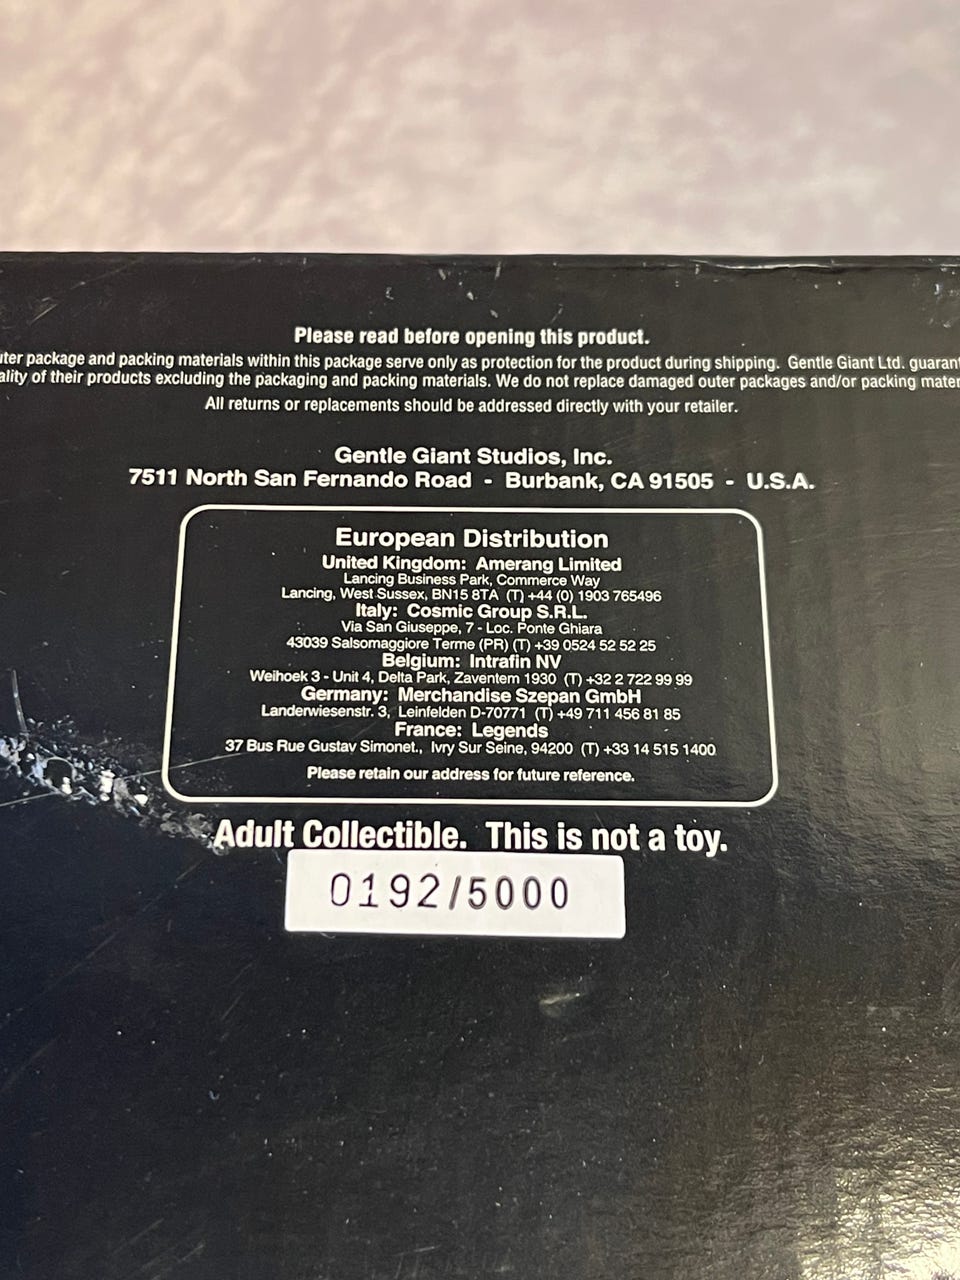 Please read before opening this product.
package and packing materials within this package serve only as protection for the product during shipping. Gentle Giant Ltd.
of their products excluding the packaging and packing materials. We do not replace damaged outer packages and/or packing
All returns or replacements should be addressed directly with your retailer.
Gentle Giant Studios, Inc.
7511 North San Fernando Road - Burbank, CA 91505 - U.S.A.
European Distribution
United Kingdom: Amerang Limited
Lancing Business Park, Commerce Way
Lancing, West Sussex, BN15 8TA (T) +44 (0) 1903 765496
Italy: Cosmic Group S.R.L.
Via San Giuseppe, 7 - Loc. Ponte Ghiara
43039 Salsomaggiore Terme (PR) (T) +39 0524 52 52 25
Belgium: Intrafin NV
Weihoek 3 - Unit 4, Delta Park, Zaventem 1930 (T) +32 2 722 99 99
Germany: Merchandise Szepan GmbH
Landerwiesenstr. 3, Leinfelden D-70771 (T) +49 711 456 81 85
France: Legends
37 Bus Rue Gustav Simonet., Ivry Sur Seine, 94200 (T) +33 14 515 1400
Please retain our address for future reference.
Adult Collectible. This is not a toy.
0192/5000